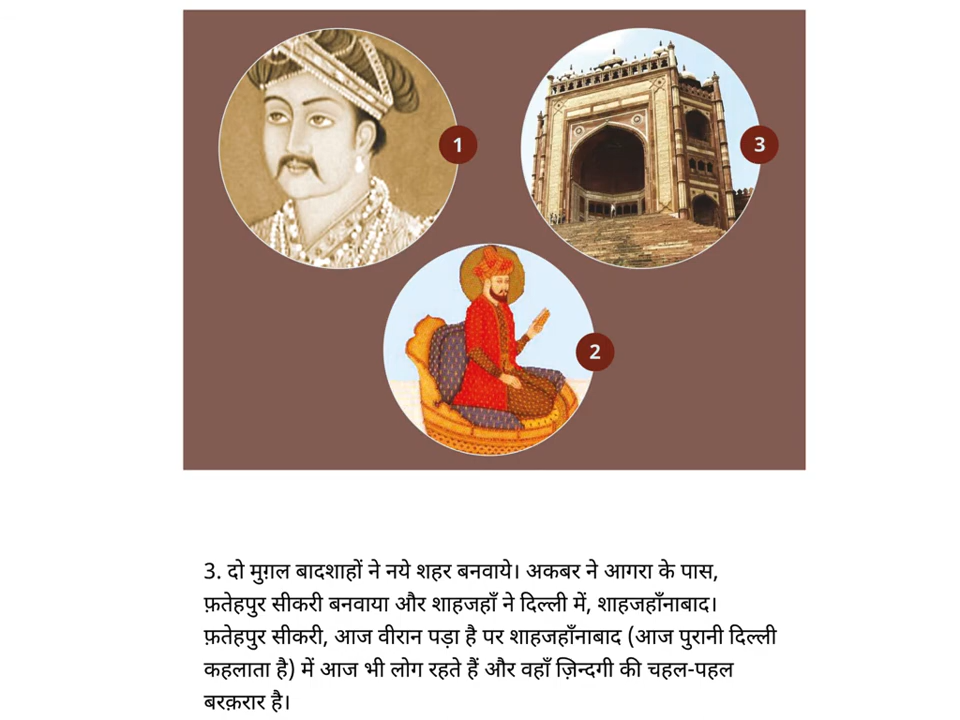 1
3
2
3. दो मुग़ल बादशाहों ने नये शहर बनवाये। अकबर ने आगरा के पास,
फ़तेहपुर सीकरी बनवाया और शाहजहाँ ने दिल्ली में, शाहजहाँनाबाद।
फ़तेहपुर सीकरी, आज वीरान पड़ा है पर शाहजहाँनाबाद (आज पुरानी दिल्ली
कहलाता है) में आज भी लोग रहते हैं और वहाँ ज़िन्दगी की चहल-पहल
बरक़रार है।